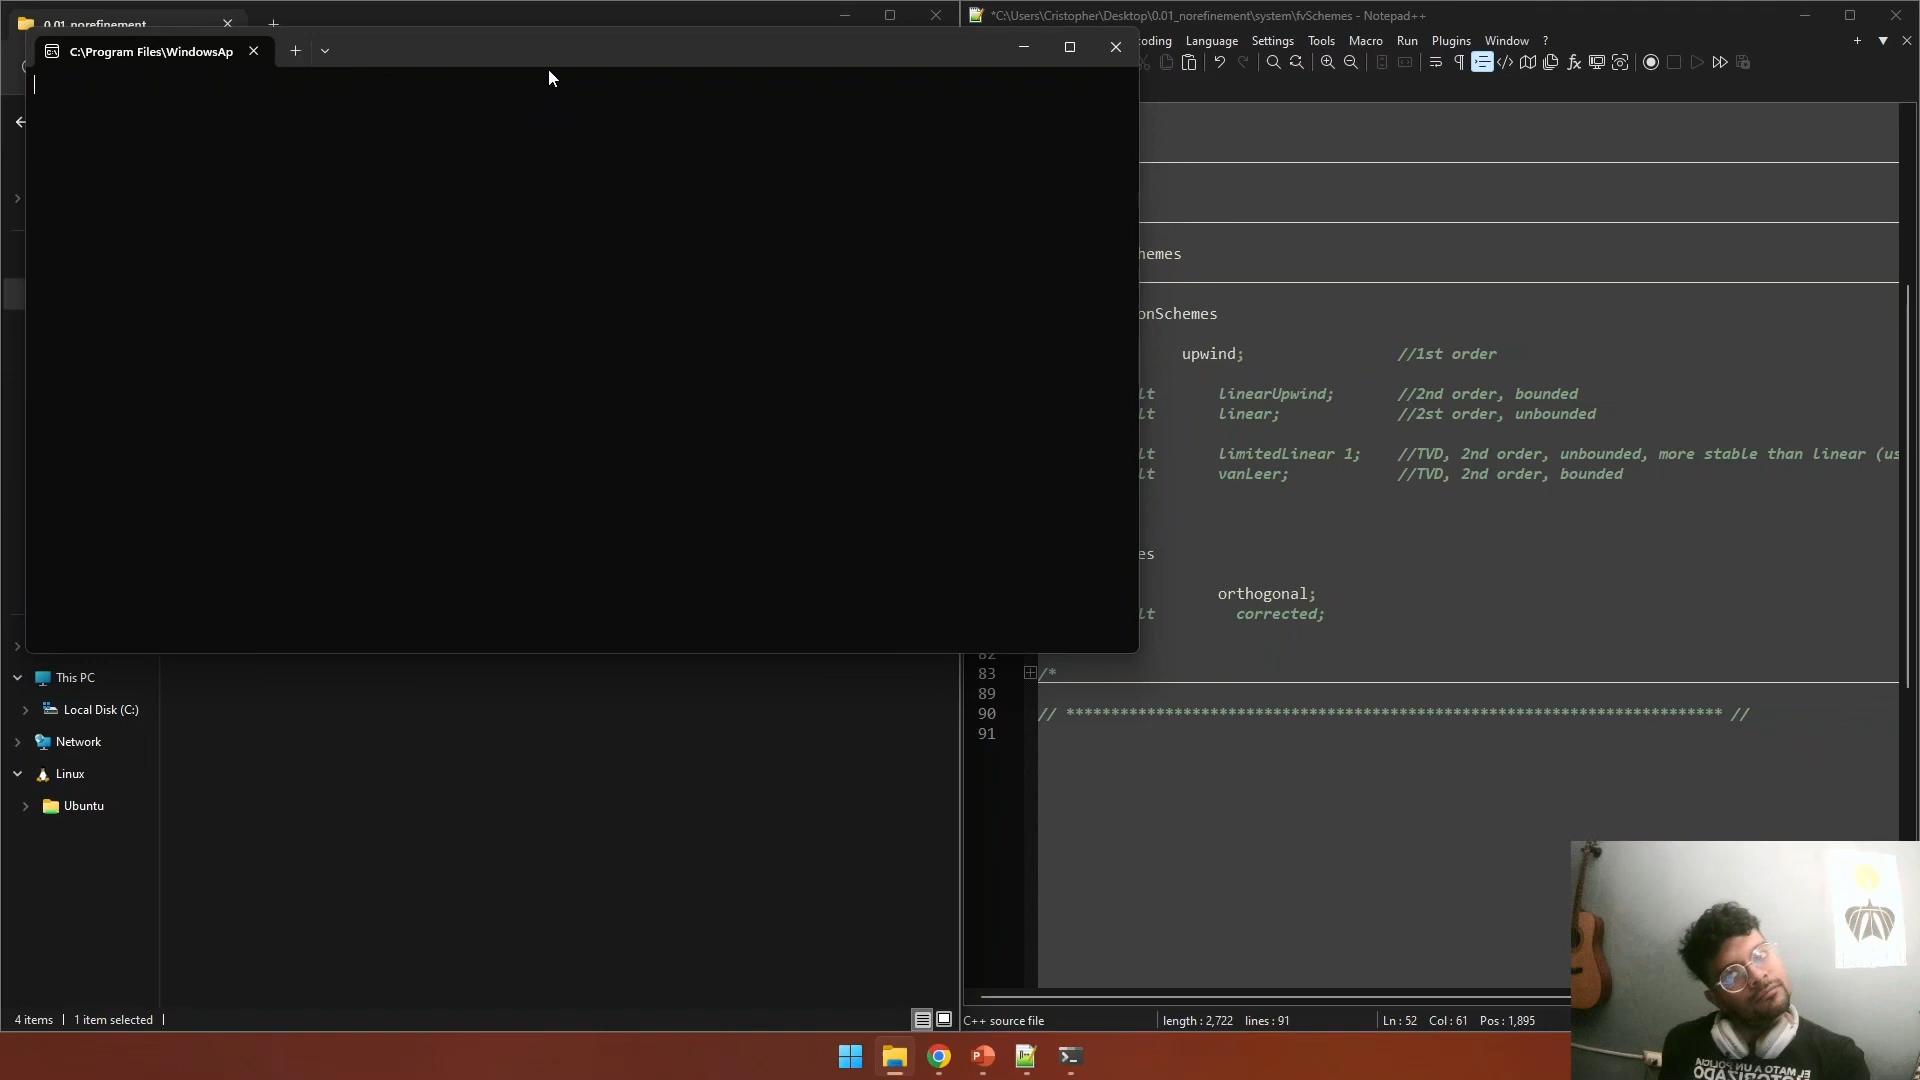 0.01_norefinement
*C:\Users\Cristopher\Desktop\0.01_norefinement\system\fvSchemes - Notepad++
C:\Program Files\WindowsAp
oding Language Settings Tools Macro Run Plugins Window ?
hemes
onSchemes
upwind; //1st order
lt linearUpwind; //2nd order, bounded
lt linear; //2st order, unbounded
lt limitedLinear 1; //TVD, 2nd order, unbounded, more stable than linear (us
lt vanLeer; //TVD, 2nd order, bounded
es
orthogonal;
lt corrected;
82
83 /*
89
90 // ************************************************************************* //
91
This PC
Local Disk (C:)
Network
Linux
Ubuntu
4 items 1 item selected
C++ source file length : 2,722 lines : 91 Ln : 52 Col : 61 Pos : 1,895